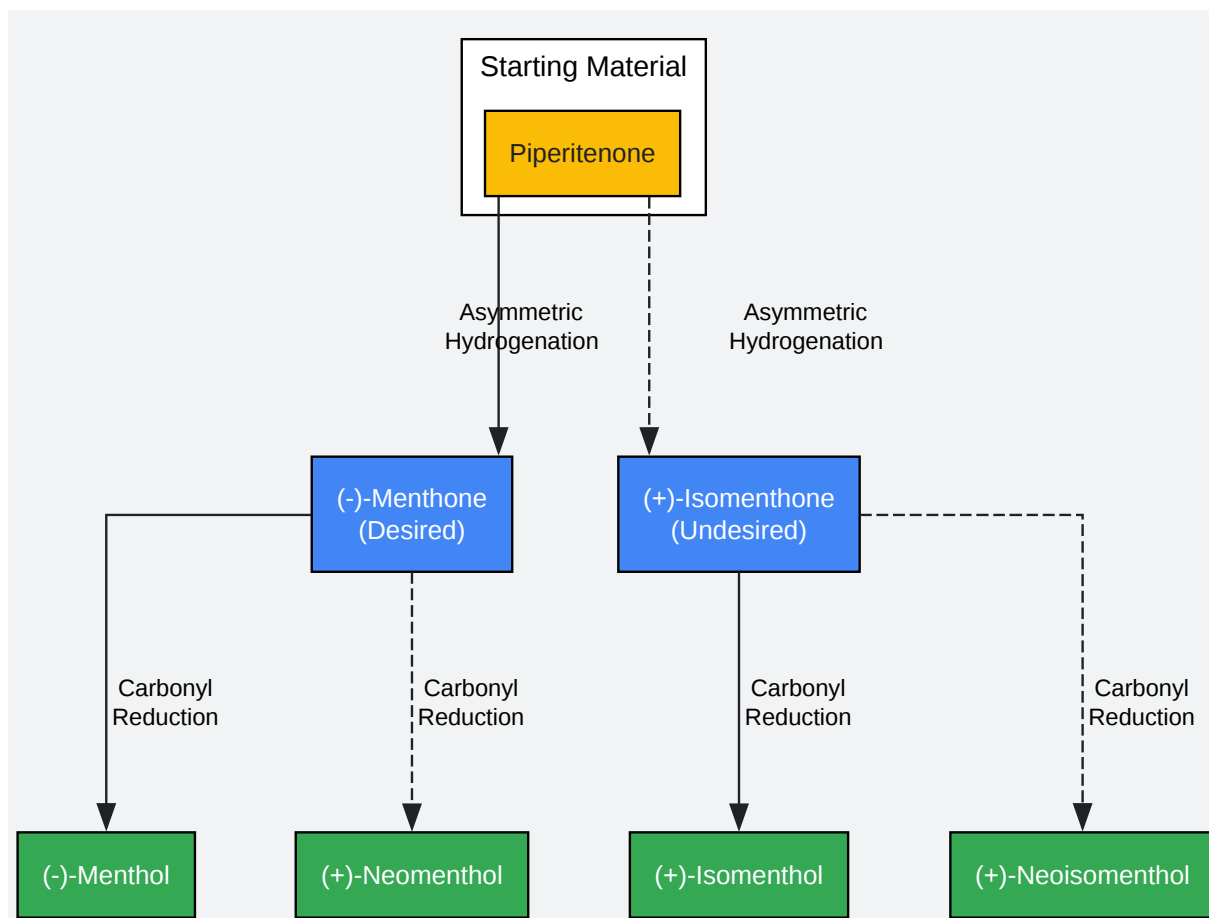 Starting Material
Piperitenone
Asymmetric
Hydrogenation
Asymmetric
Hydrogenation
(-)-Menthone
(Desired)
(+)-Isomenthone
(Undesired)
Carbonyl
Reduction
Carbonyl
Reduction
Carbonyl
Reduction
Carbonyl
Reduction
(-)-Menthol
(+)-Neomenthol
(+)-Isomenthol
(+)-Neoisomenthol